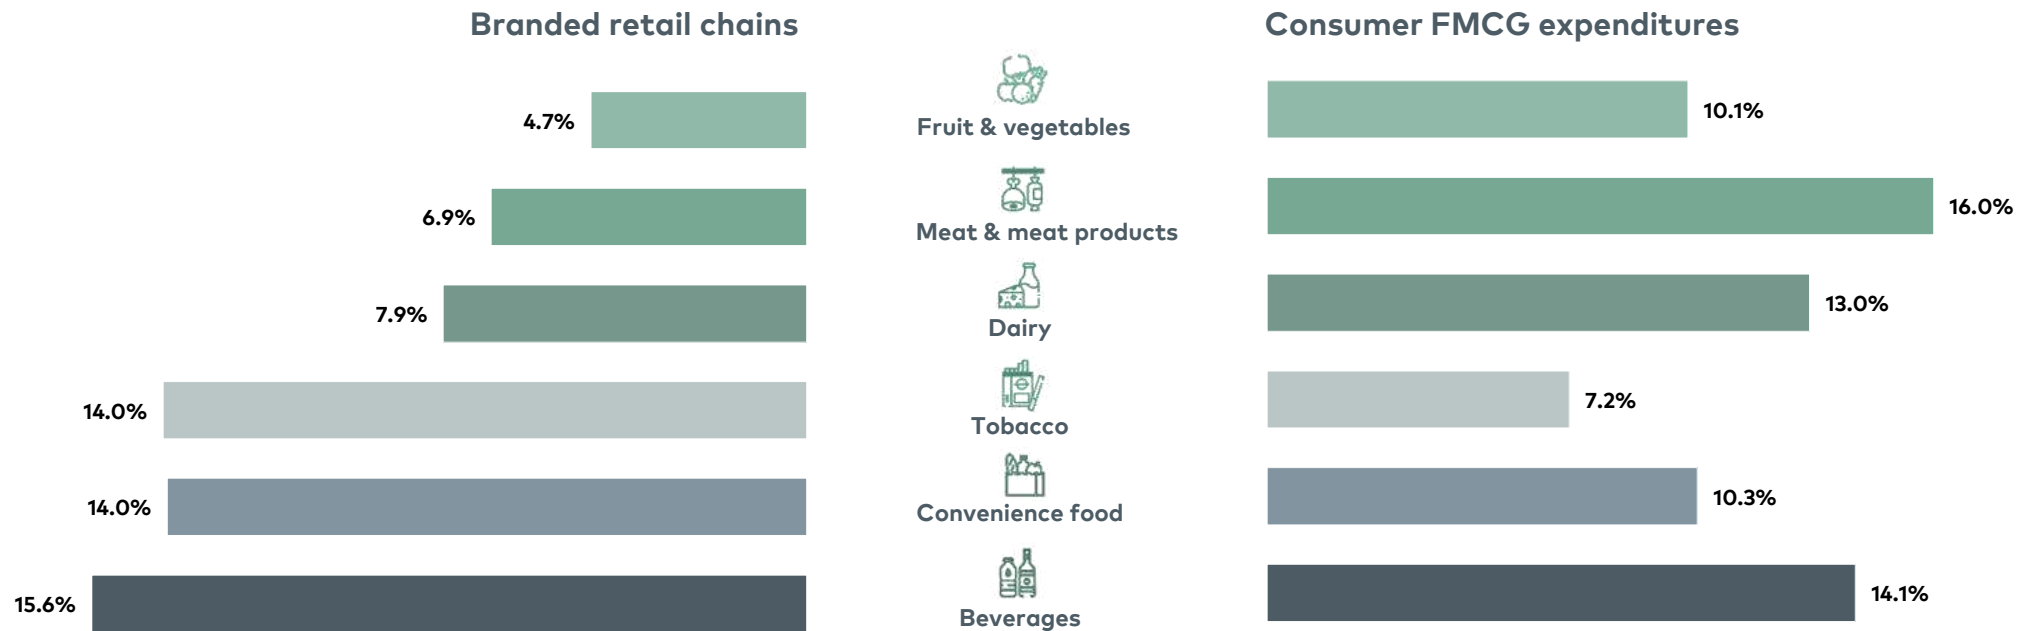 Branded retail chains
Consumer FMCG expenditures
4.7%
Fruit & vegetables
10.1%
6.9%
Meat & meat products
16.0%
7.9%
Dairy
13.0%
14.0%
Tobacco
7.2%
14.0%
Convenience food
10.3%
15.6%
Beverages
14.1%